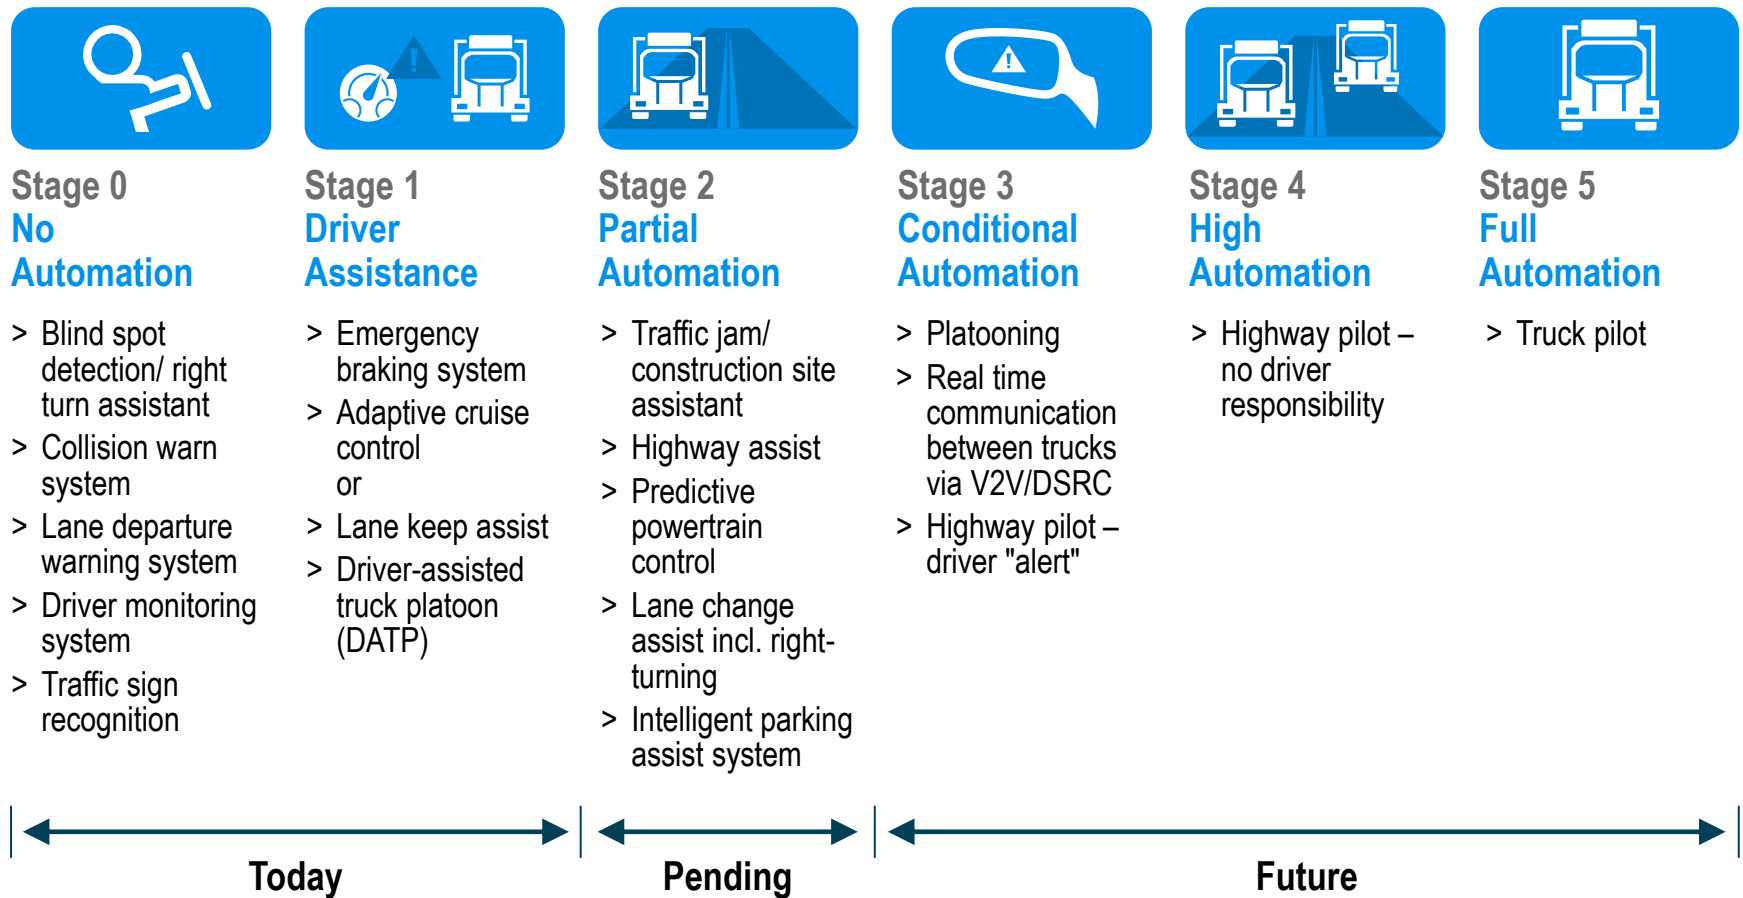 Stage 0
No
Automation
> Blind spot
detection/ right
turn assistant
> Collision warn
system
> Lane departure
warning system
> Driver monitoring
system
> Traffic sign
recognition
Stage 1
Driver
Assistance
> Emergency
braking system
> Adaptive cruise
control
or
> Lane keep assist
> Driver-assisted
truck platoon
(DATP)
Stage 2
Partial
Automation
> Traffic jam/
construction site
assistant
> Highway assist
> Predictive
powertrain
control
> Lane change
assist incl. right-
turning
> Intelligent parking
assist system
Stage 3
Conditional
Automation
> Platooning
> Real time
communication
between trucks
via V2V/DSRC
> Highway pilot –
driver "alert"
Stage 4
High
Automation
> Highway pilot –
no driver
responsibility
Stage 5
Full
Automation
> Truck pilot
Today
Pending
Future